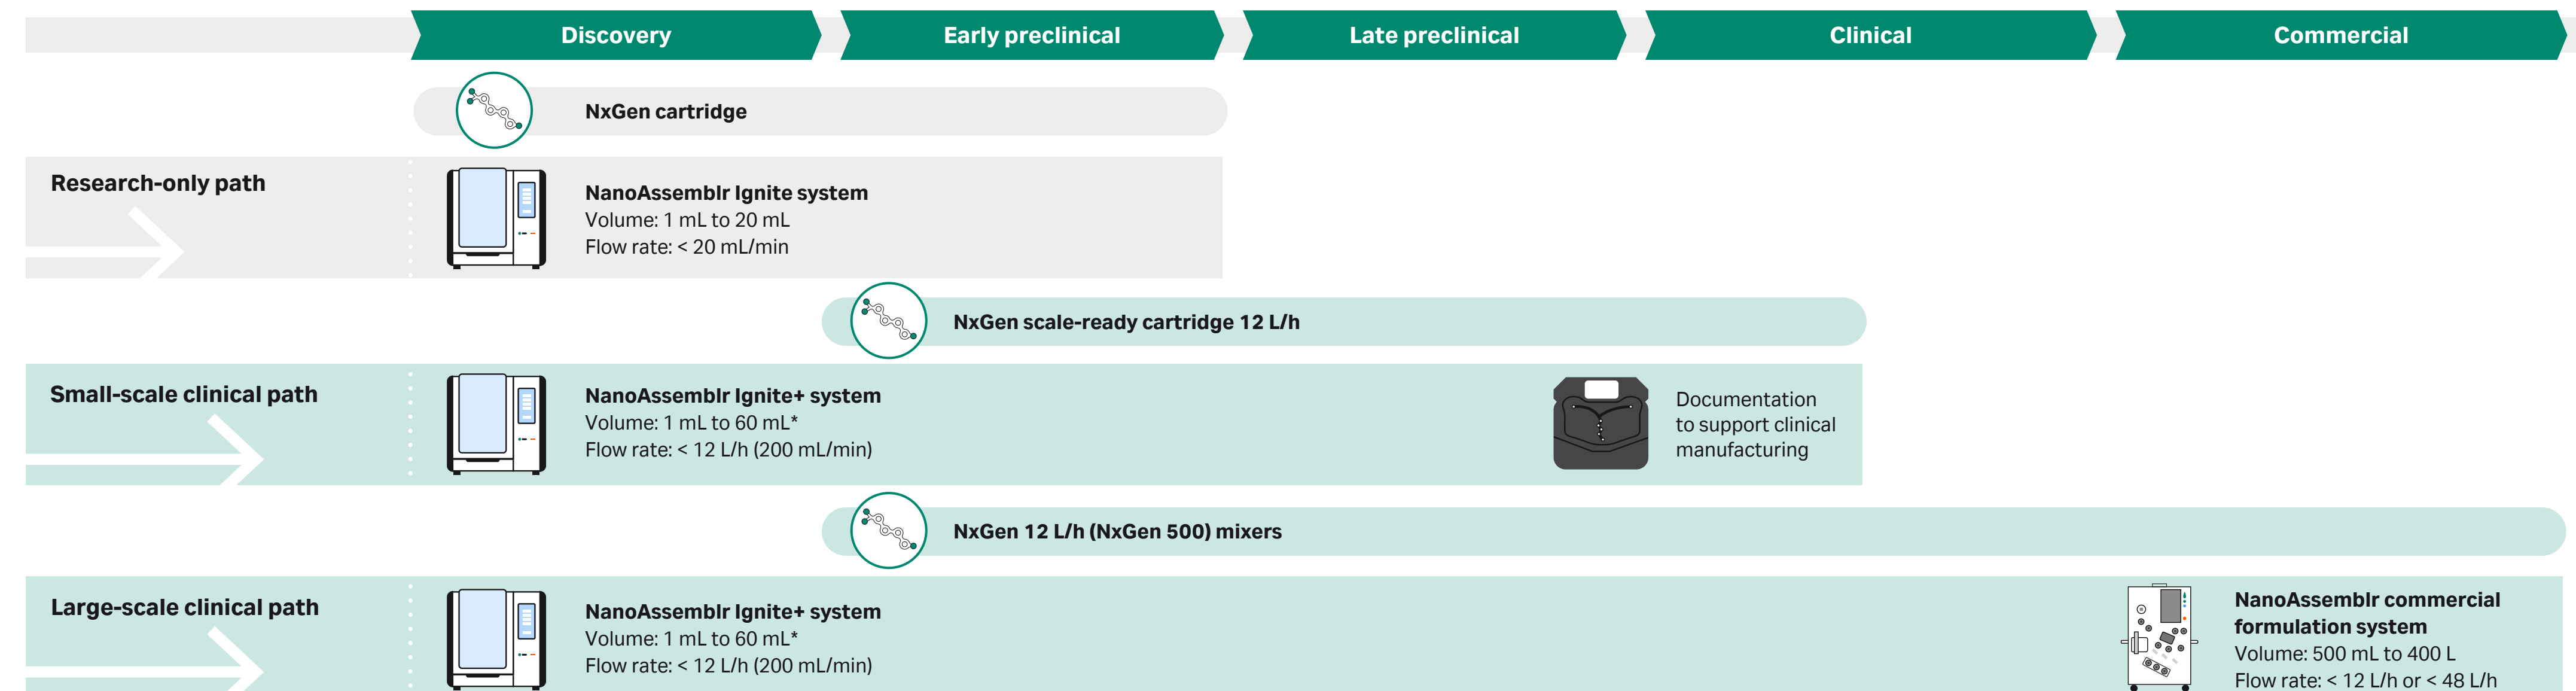 Discovery
Early preclinical
Late preclinical
Clinical
Commercial
NxGen cartridge
Research-only path
NanoAssemblr Ignite system
Volume: 1 mL to 20 mL
Flow rate: < 20 mL/min
NxGen scale-ready cartridge 12 L/h
Small-scale clinical path
NanoAssemblr Ignite+ system
Volume: 1 mL to 60 mL*
Flow rate: < 12 L/h (200 mL/min)
Documentation
to support clinical
manufacturing
NxGen 12 L/h (NxGen 500) mixers
Large-scale clinical path
NanoAssemblr Ignite+ system
Volume: 1 mL to 60 mL*
Flow rate: < 12 L/h (200 mL/min)
NanoAssemblr commercial
formulation system
Volume: 500 mL to 400 L
Flow rate: < 12 L/h or < 48 L/h